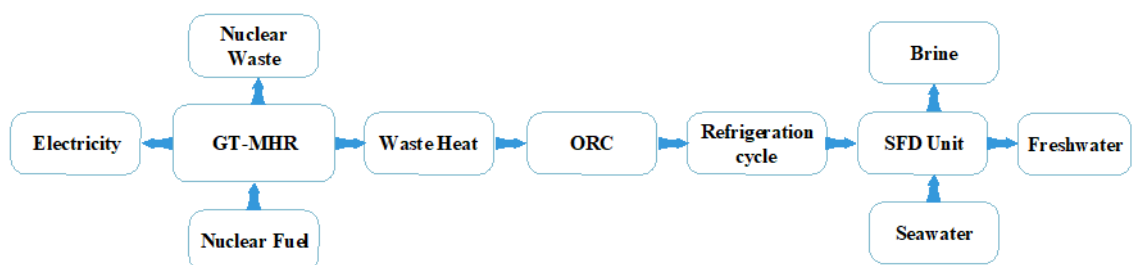 Nuclear
Waste
Brine
Electricity
GT-MHR
Waste Heat
ORC
Refrigeration
cycle
SFD Unit
Freshwater
Nuclear Fuel
Seawater